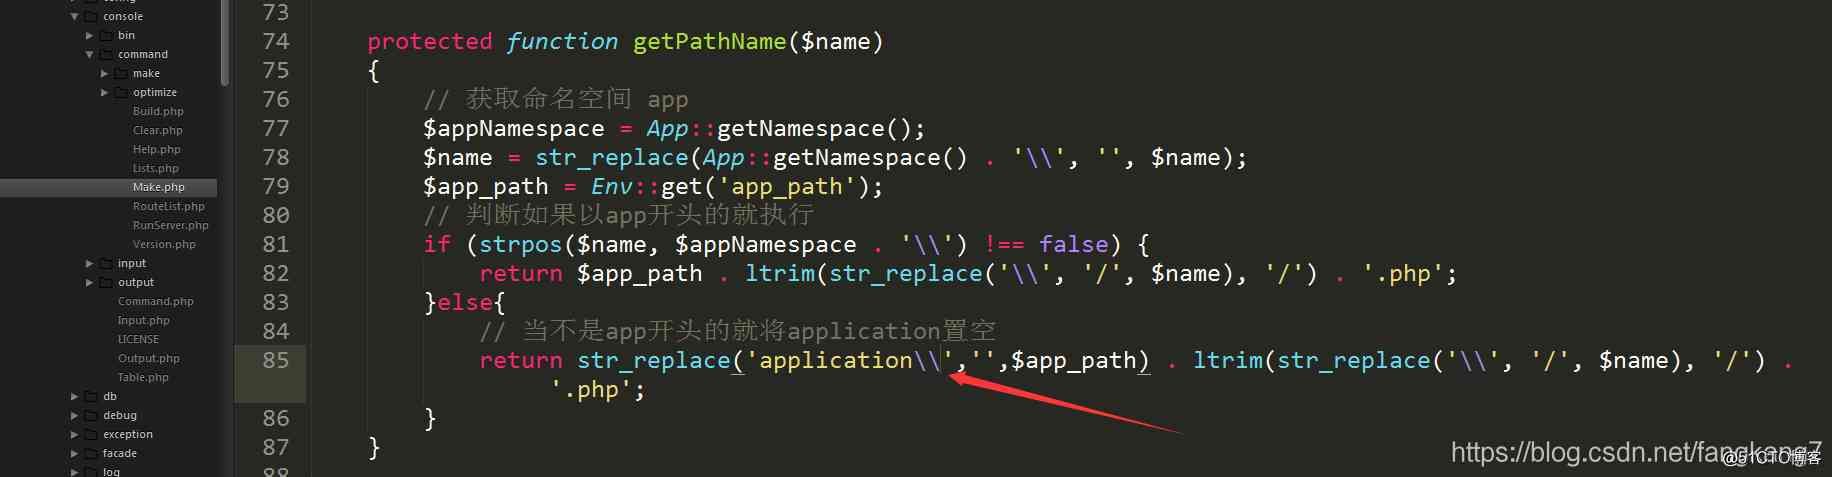 console
bin
command
make
optimize
Build.php
Clear.php
Help.php
Lists.php
Make.php
RouteList.php
RunServer.php
Version.php
input
output
Command.php
Input.php
LICENSE
Output.php
Table.php
db
debug
exception
facade
log
73
74 protected function getPathName($name)
75 {
76 // 获取命名空间 app
77 $appNamespace = App::getNamespace();
78 $name = str_replace(App::getNamespace() . '\\', '', $name);
79 $app_path = Env::get('app_path');
80 // 判断如果以app开头的就执行
81 if (strpos($name, $appNamespace . '\\') !== false) {
82 return $app_path . ltrim(str_replace('\\', '/', $name), '/') . '.php';
83 }else{
84 // 当不是app开头的就将application置空
85 return str_replace('application\\','',$app_path) . ltrim(str_replace('\\', '/', $name), '/') .
'.php';
86 }
87 }
88
https://blog.csdn.net/fangkang7
@51CTO博客